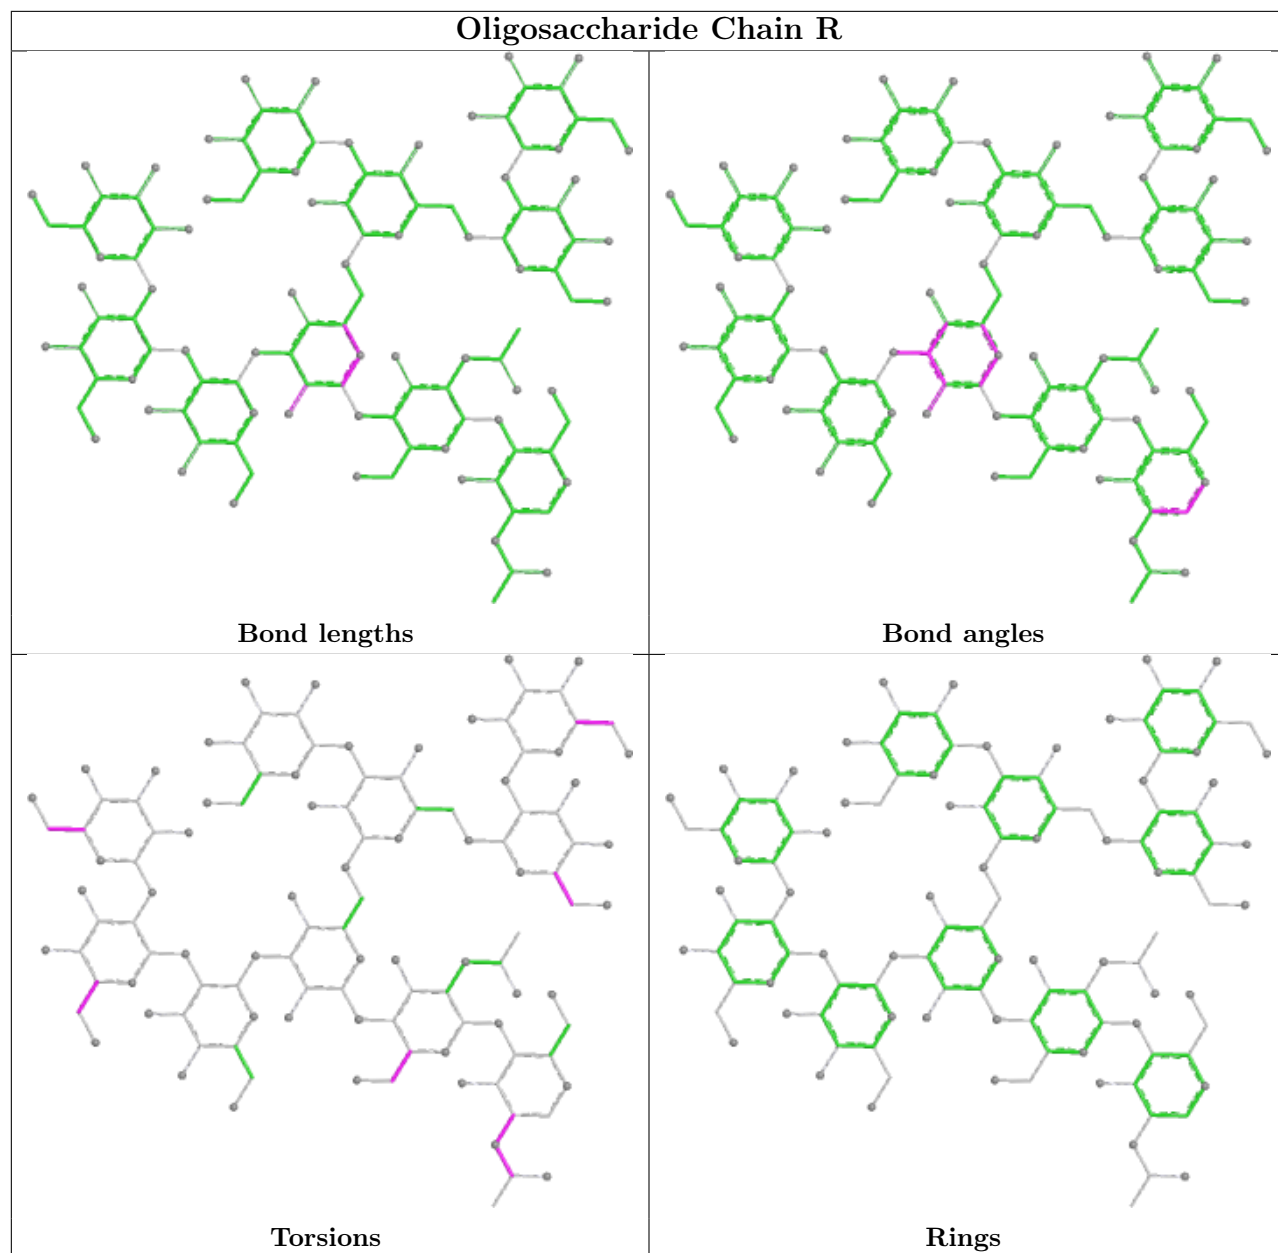 Oligosaccharide Chain R
Bond lengths
Bond angles
Torsions
Rings